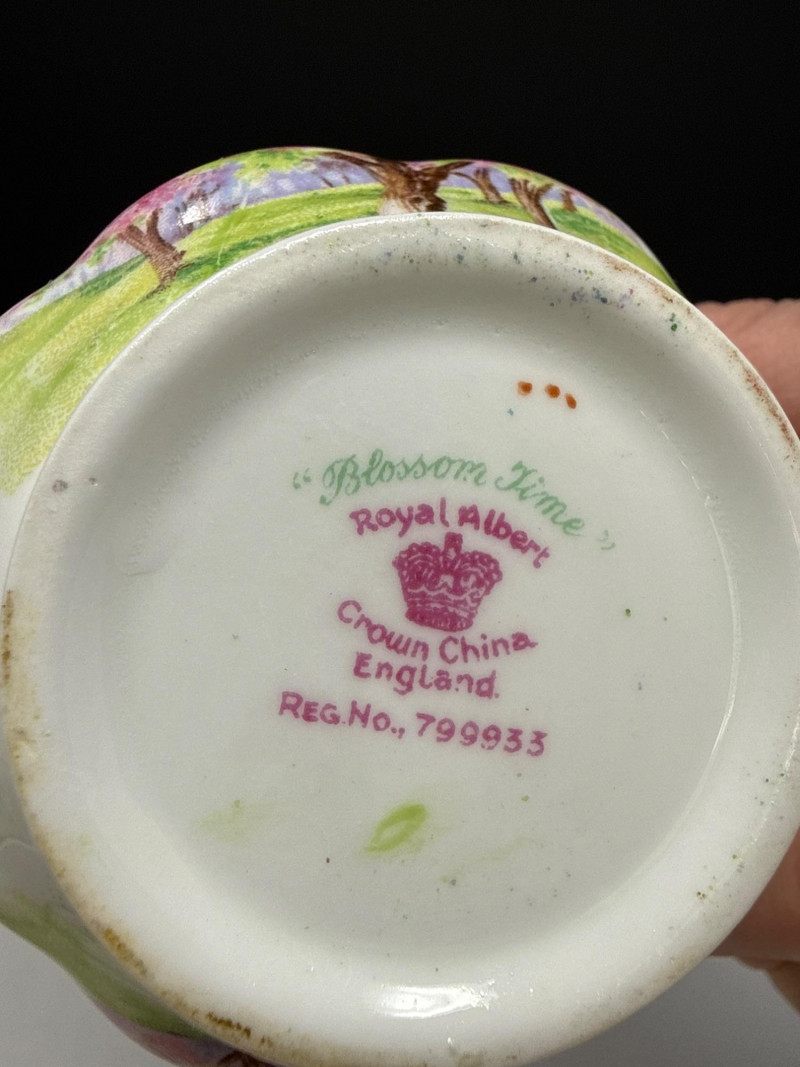 “Blossom Time”
Royal Albert
Crown China
England.
REG.No., 799933